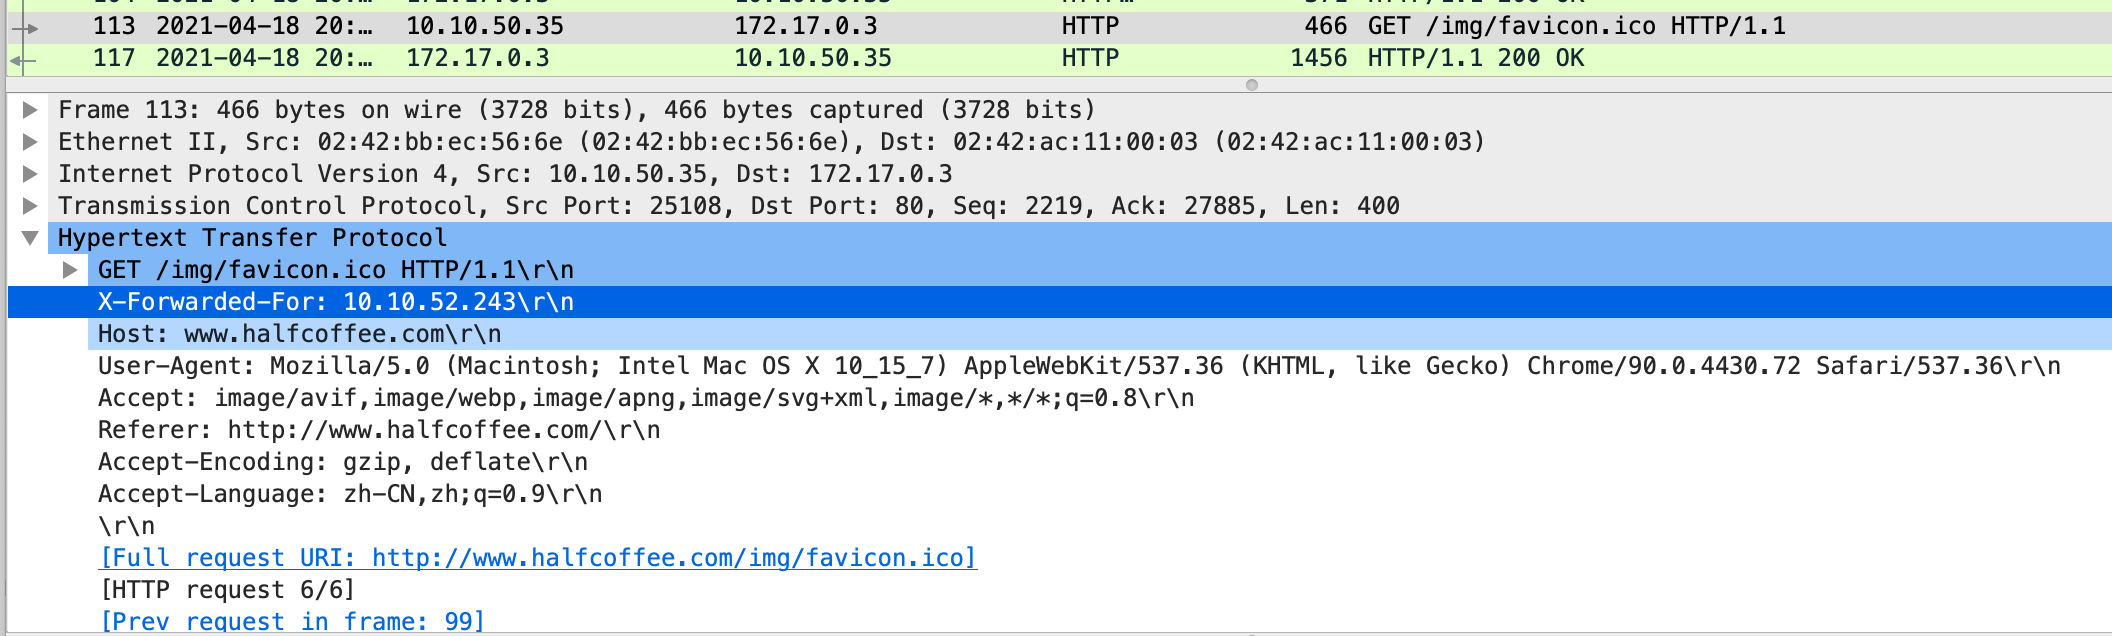 113 2021-04-18 20:… 10.10.50.35 172.17.0.3 HTTP 466 GET /img/favicon.ico HTTP/1.1
117 2021-04-18 20:… 172.17.0.3 10.10.50.35 HTTP 1456 HTTP/1.1 200 OK
Frame 113: 466 bytes on wire (3728 bits), 466 bytes captured (3728 bits)
Ethernet II, Src: 02:42:bb:ec:56:6e (02:42:bb:ec:56:6e), Dst: 02:42:ac:11:00:03 (02:42:ac:11:00:03)
Internet Protocol Version 4, Src: 10.10.50.35, Dst: 172.17.0.3
Transmission Control Protocol, Src Port: 25108, Dst Port: 80, Seq: 2219, Ack: 27885, Len: 400
Hypertext Transfer Protocol
GET /img/favicon.ico HTTP/1.1\r\n
X-Forwarded-For: 10.10.52.243\r\n
Host: www.halfcoffee.com\r\n
User-Agent: Mozilla/5.0 (Macintosh; Intel Mac OS X 10_15_7) AppleWebKit/537.36 (KHTML, like Gecko) Chrome/90.0.4430.72 Safari/537.36\r\n
Accept: image/avif,image/webp,image/apng,image/svg+xml,image/*,*/*;q=0.8\r\n
Referer: http://www.halfcoffee.com/\r\n
Accept-Encoding: gzip, deflate\r\n
Accept-Language: zh-CN,zh;q=0.9\r\n
\r\n
[Full request URI: http://www.halfcoffee.com/img/favicon.ico]
[HTTP request 6/6]
[Prev request in frame: 99]